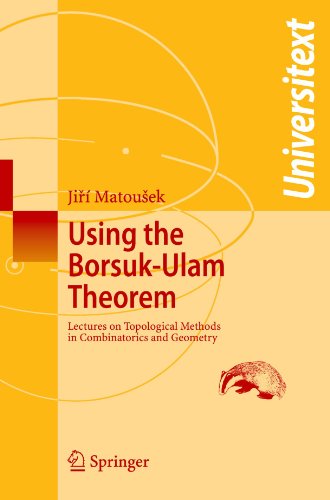 Universitext
Jiří Matoušek
Using the
Borsuk-Ulam
Theorem
Lectures on Topological Methods
in Combinatorics and Geometry
Springer